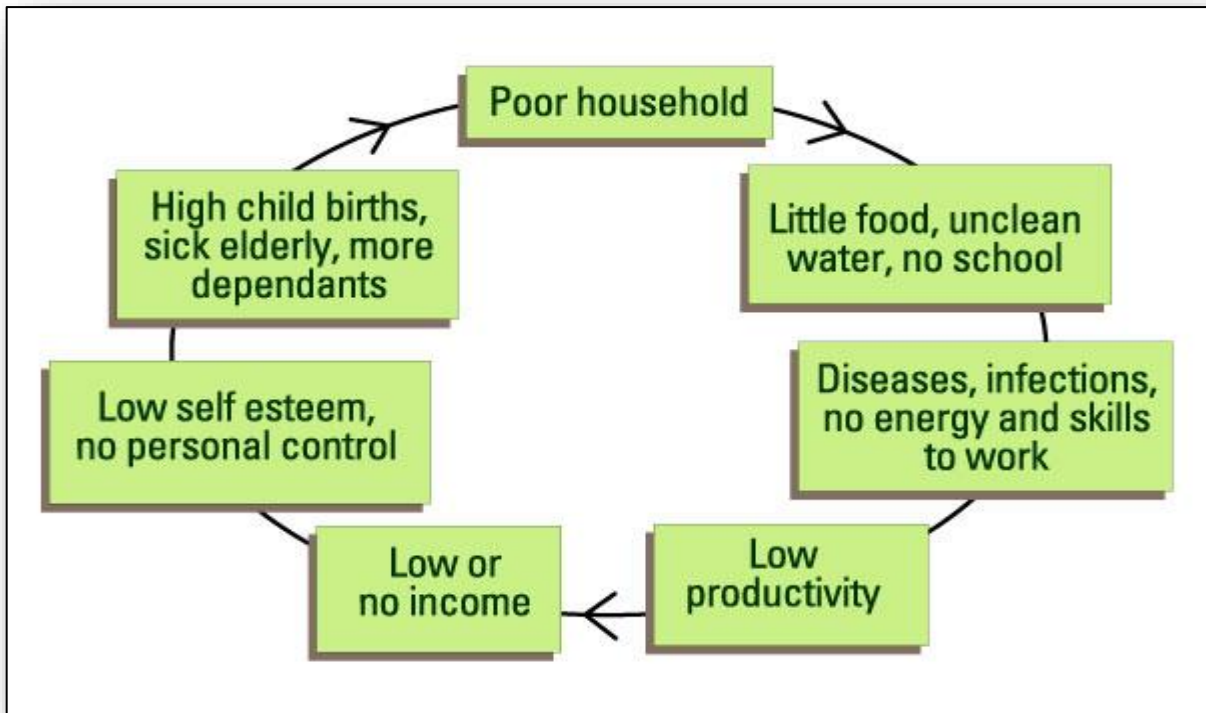 Poor household
Little food, unclean
water, no school
Diseases, infections,
no energy and skills
to work
Low
productivity
Low or
no income
Low self esteem,
no personal control
High child births,
sick elderly, more
dependants